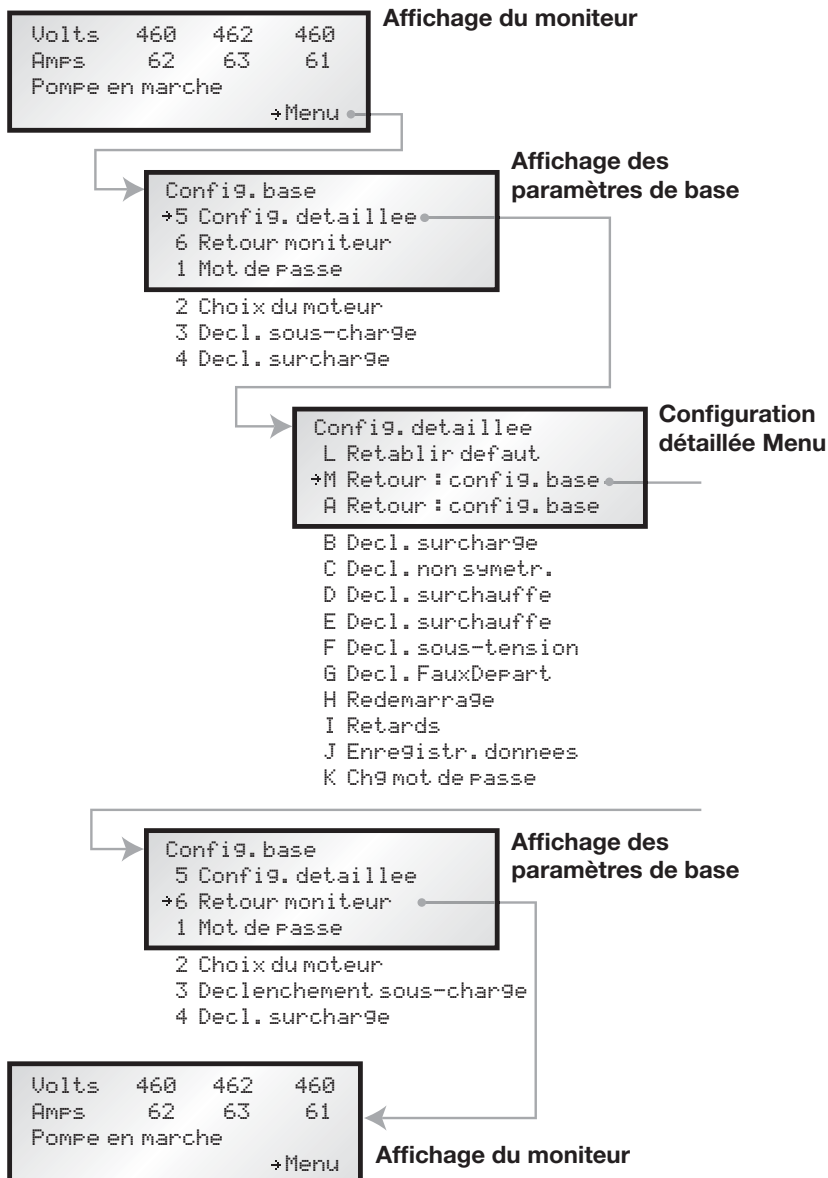 Affichage du moniteur
Volts 460 462 460
Amps 62 63 61
Pompe en marche
→Menu
Affichage des
paramètres de base
Config.base
→5 Config.detaillee
6 Retour moniteur
1 Mot de passe
2 Choix du moteur
3 Decl.sous-charge
4 Decl.surcharge
Configuration
détaillée Menu
Config.detaillee
L Retablir defaut
→M Retour:config.base
A Retour:config.base
B Decl.surcharge
C Decl.non symetr.
D Decl.surchauffe
E Decl.surchauffe
F Decl.sous-tension
G Decl.FauxDepart
H Redemarrage
I Retards
J Enregistr.donnees
K Chg mot de passe
Affichage des
paramètres de base
Config.base
5 Config.detaillee
→6 Retour moniteur
1 Mot de passe
2 Choix du moteur
3 Declenchement sous-charge
4 Decl.surcharge
Volts 460 462 460
Amps 62 63 61
Pompe en marche
→Menu
Affichage du moniteur